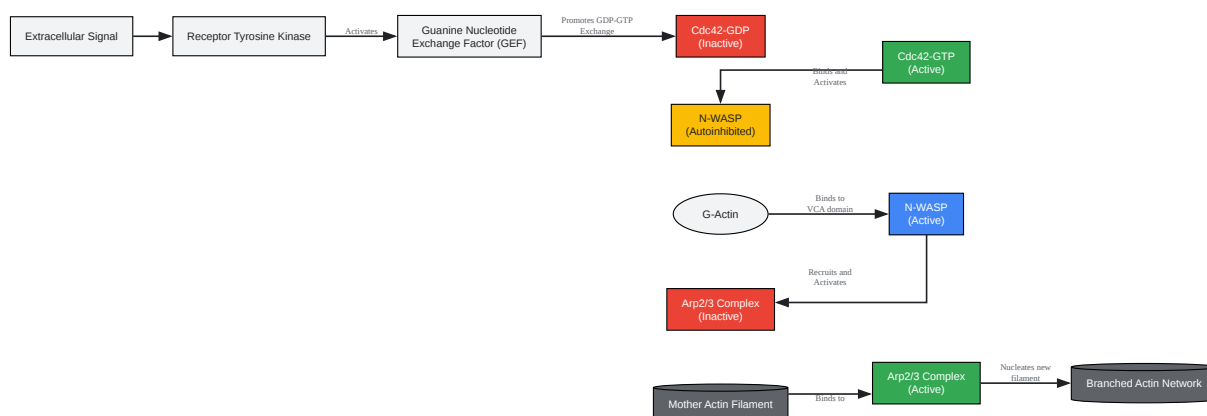 Extracellular Signal
Receptor Tyrosine Kinase
Activates
Guanine Nucleotide
Exchange Factor (GEF)
Promotes GDP-GTP
Exchange
Cdc42-GDP
(Inactive)
Cdc42-GTP
(Active)
Binds and
Activates
N-WASP
(Autoinhibited)
G-Actin
Binds to
VCA domain
N-WASP
(Active)
Recruits and
Activates
Arp2/3 Complex
(Inactive)
Mother Actin Filament
Binds to
Arp2/3 Complex
(Active)
Nucleates new
filament
Branched Actin Network